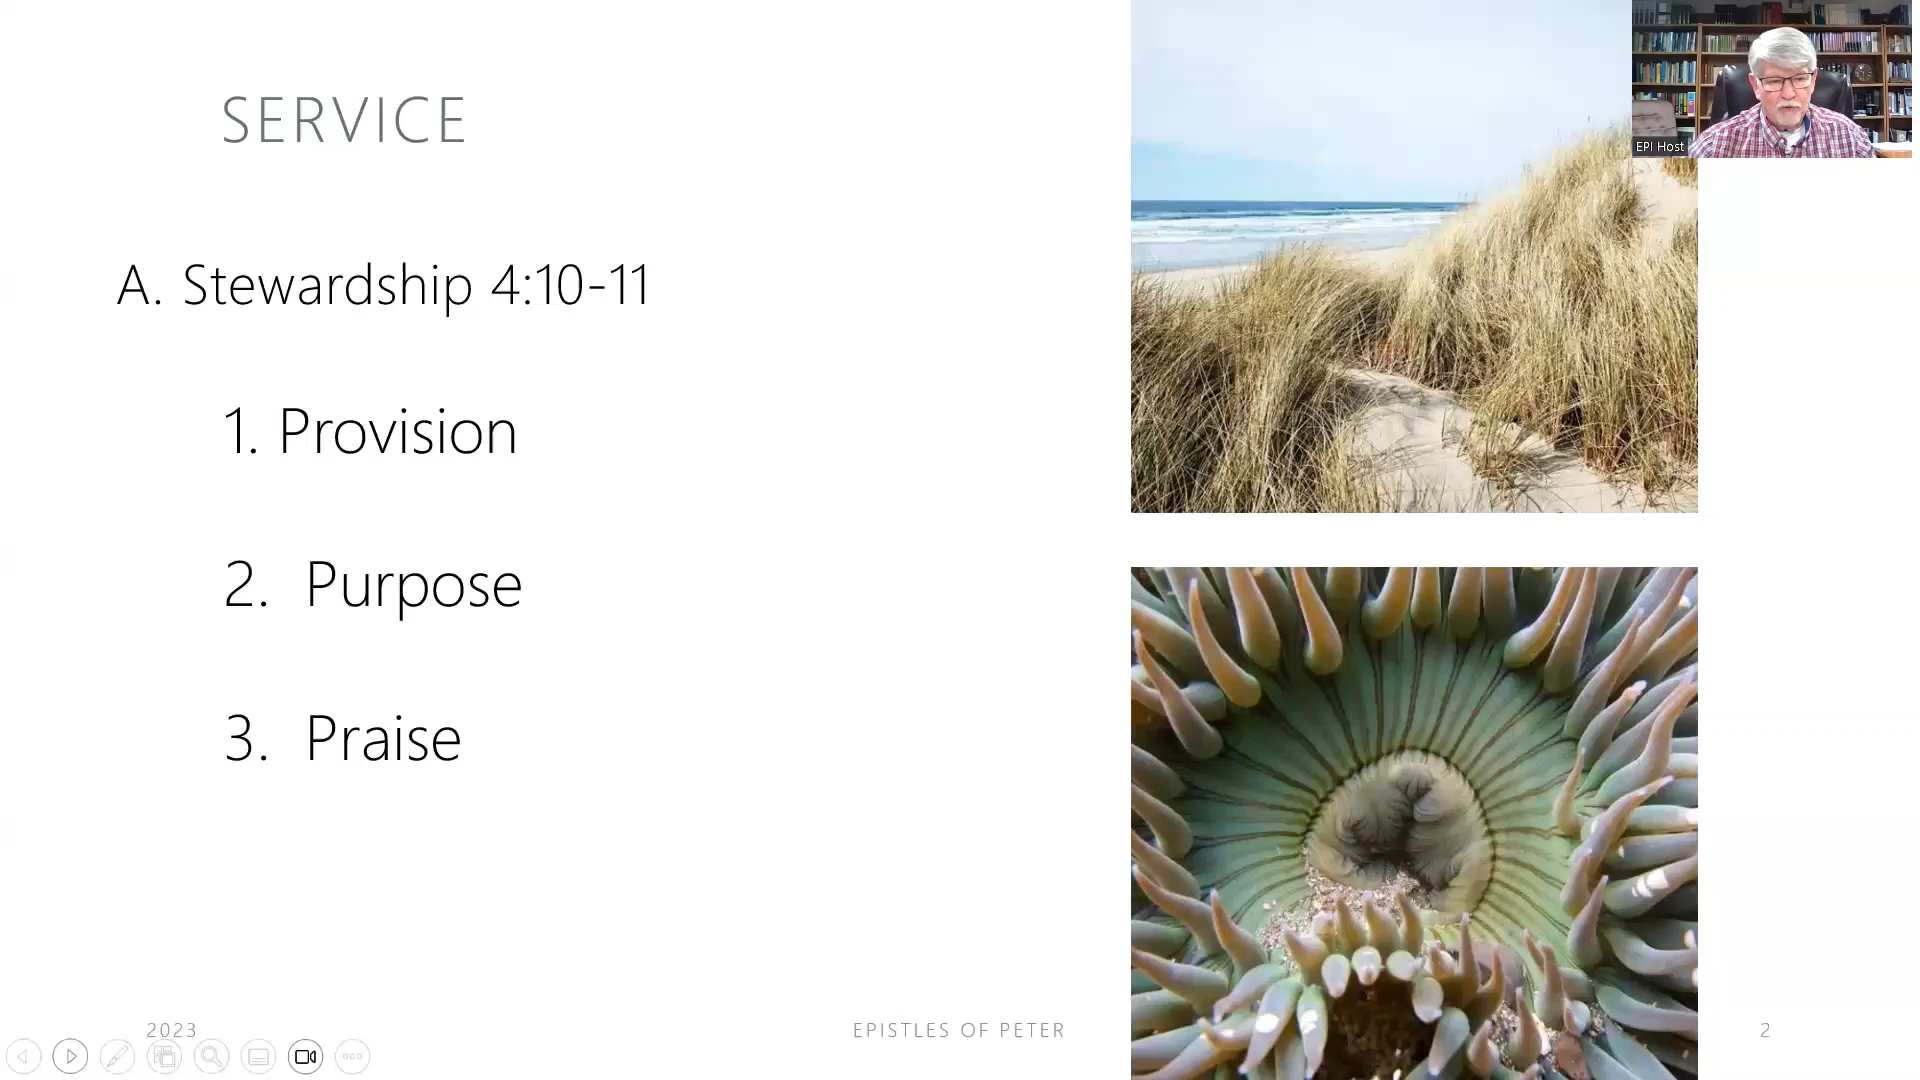 SERVICE
A. Stewardship 4:10-11
1. Provision
2. Purpose
3. Praise
EPI Host
2023
EPISTLES OF PETER
2